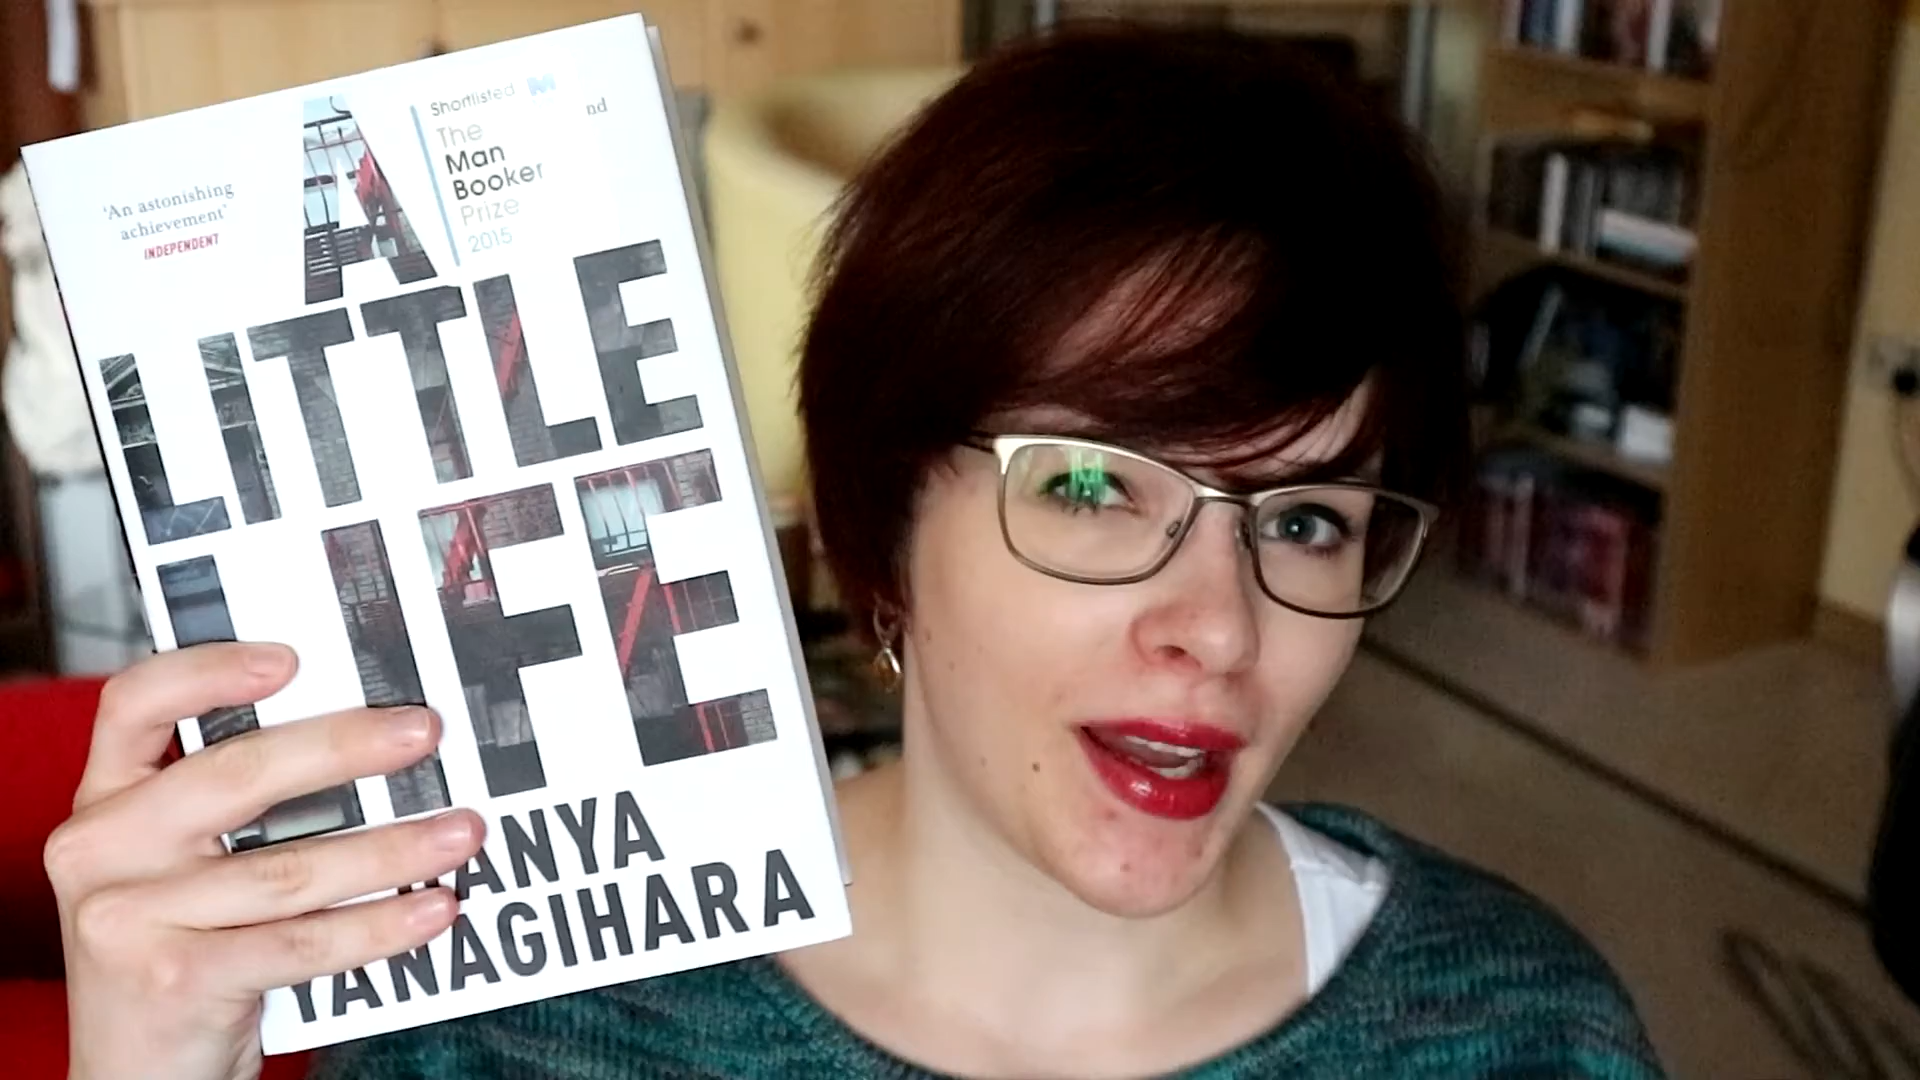 Shortlisted
nd
The
Man
Booker
Prize
2015
'An astonishing
achievement'
INDEPENDENT
A
LITTLE
LIFE
ANYA
YANAGIHARA